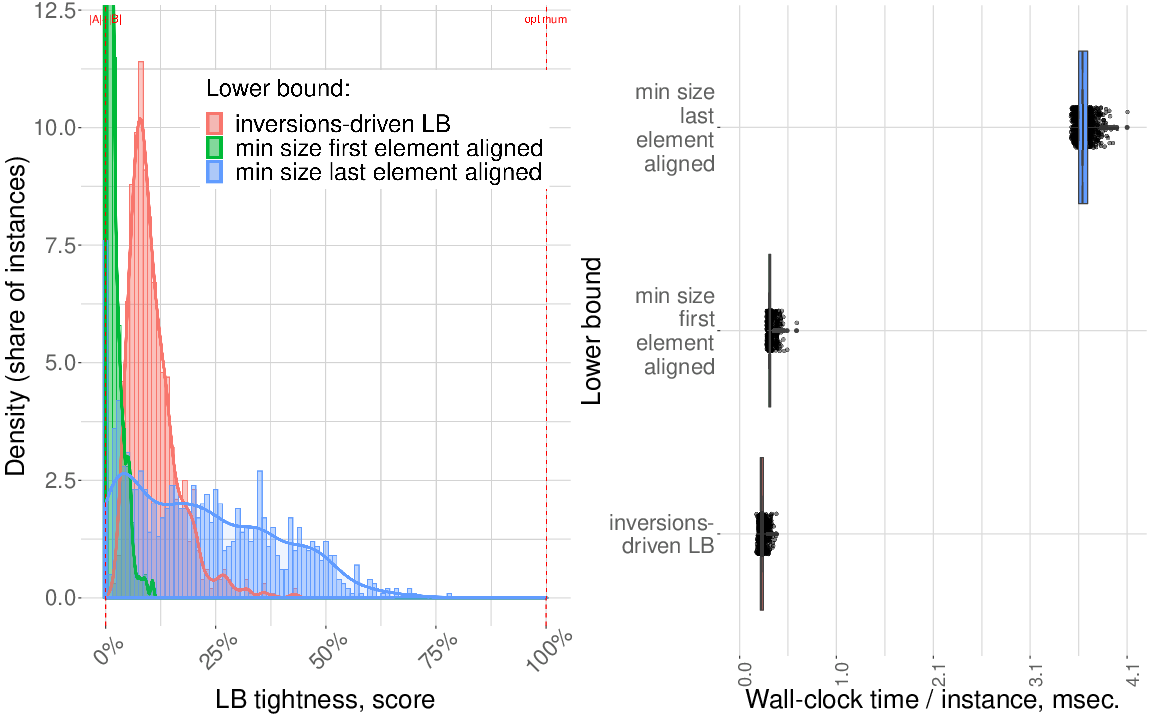 |A|+|B|
optimum
12.5
10.0
7.5
5.0
2.5
0.0
Density (share of instances)
Lower bound:
inversions-driven LB
min size first element aligned
min size last element aligned
0%
25%
50%
75%
100%
LB tightness, score
Lower bound
min size
last
element
aligned
min size
first
element
aligned
inversions-
driven LB
0.0
1.0
2.11
3.11
4.11
Wall-clock time / instance, msec.